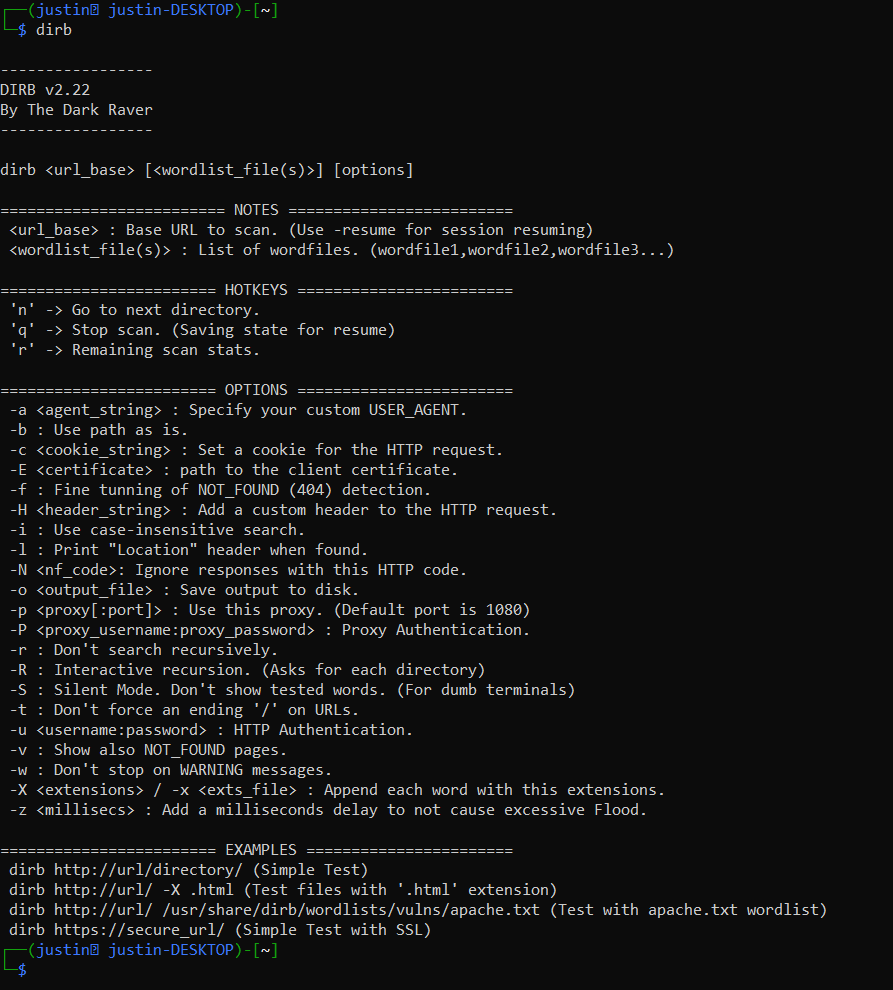 ┌──(justin⍰ justin-DESKTOP)-[~]
└─$ dirb
-----------------
DIRB v2.22
By The Dark Raver
-----------------
dirb <url_base> [<wordlist_file(s)>] [options]
========================= NOTES =========================
 <url_base> : Base URL to scan. (Use -resume for session resuming)
 <wordlist_file(s)> : List of wordfiles. (wordfile1,wordfile2,wordfile3...)
======================== HOTKEYS ========================
 'n' -> Go to next directory.
 'q' -> Stop scan. (Saving state for resume)
 'r' -> Remaining scan stats.
======================== OPTIONS ========================
 -a <agent_string> : Specify your custom USER_AGENT.
 -b : Use path as is.
 -c <cookie_string> : Set a cookie for the HTTP request.
 -E <certificate> : path to the client certificate.
 -f : Fine tunning of NOT_FOUND (404) detection.
 -H <header_string> : Add a custom header to the HTTP request.
 -i : Use case-insensitive search.
 -l : Print "Location" header when found.
 -N <nf_code>: Ignore responses with this HTTP code.
 -o <output_file> : Save output to disk.
 -p <proxy[:port]> : Use this proxy. (Default port is 1080)
 -P <proxy_username:proxy_password> : Proxy Authentication.
 -r : Don't search recursively.
 -R : Interactive recursion. (Asks for each directory)
 -S : Silent Mode. Don't show tested words. (For dumb terminals)
 -t : Don't force an ending '/' on URLs.
 -u <username:password> : HTTP Authentication.
 -v : Show also NOT_FOUND pages.
 -w : Don't stop on WARNING messages.
 -X <extensions> / -x <exts_file> : Append each word with this extensions.
 -z <millisecs> : Add a milliseconds delay to not cause excessive Flood.
======================== EXAMPLES =======================
 dirb http://url/directory/ (Simple Test)
 dirb http://url/ -X .html (Test files with '.html' extension)
 dirb http://url/ /usr/share/dirb/wordlists/vulns/apache.txt (Test with apache.txt wordlist)
 dirb https://secure_url/ (Simple Test with SSL)
┌──(justin⍰ justin-DESKTOP)-[~]
└─$